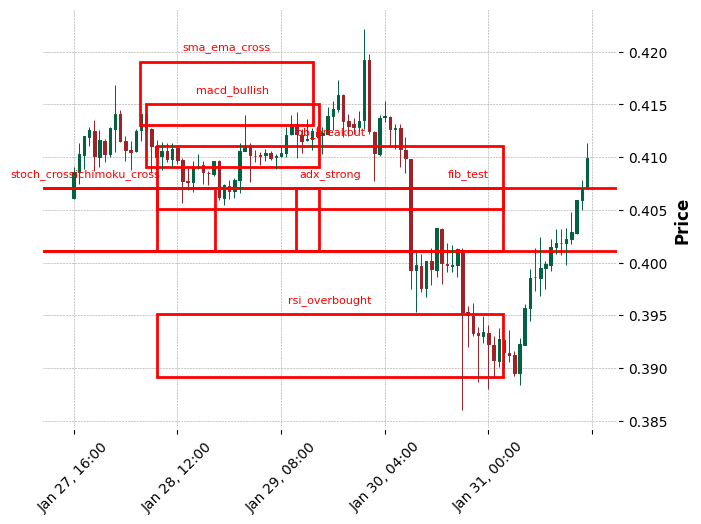 sma_ema_cross
0.420
macd_bullish
0.415
breakout
0.410
stoch_cross
ichimoku_cross
adx_strong
fib_test
0.405
Price
0.400
rsi_overbought
0.395
0.390
0.385
Jan 27, 16:00
Jan 28, 12:00
Jan 29, 08:00
Jan 30, 04:00
Jan 31, 00:00